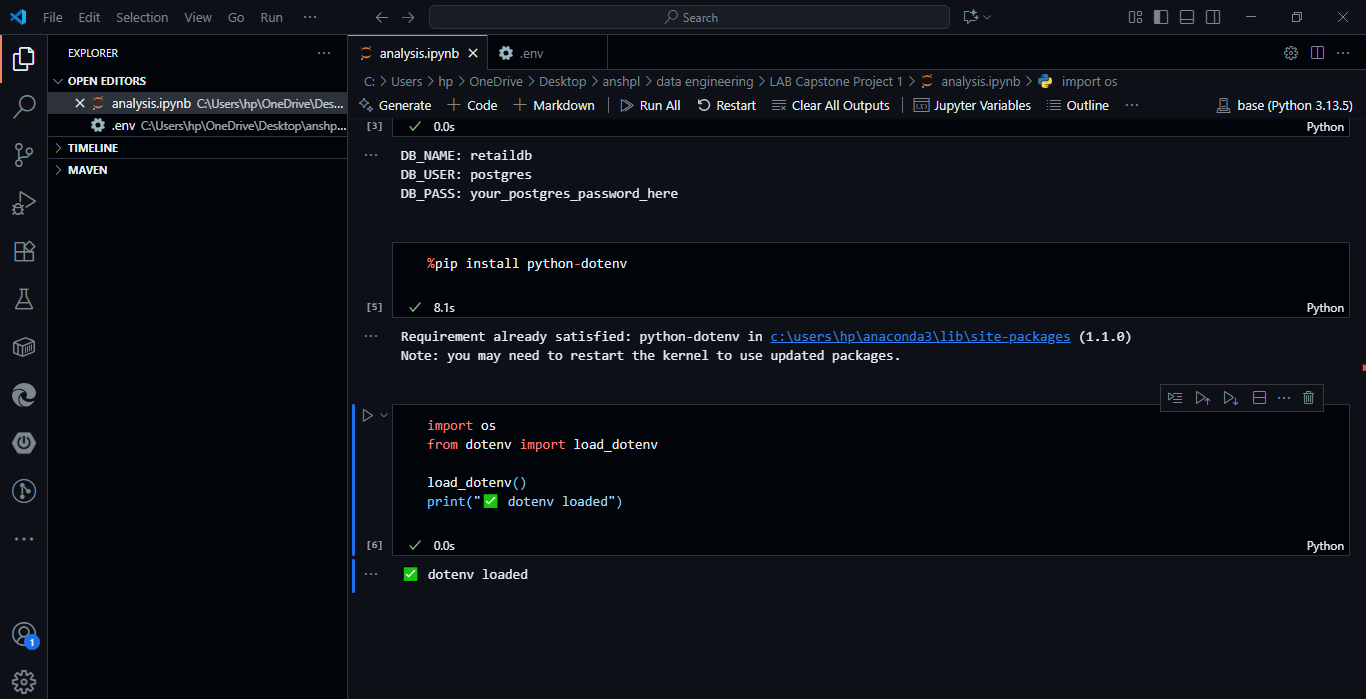 File Edit Selection View Go Run ··· Search
EXPLORER ···
analysis.ipynb .env
OPEN EDITORS
C: > Users > hp > OneDrive > Desktop > anshpl > data engineering > LAB Capstone Project 1 > analysis.ipynb > import os
analysis.ipynb C:\Users\hp\OneDrive\Des...
Generate + Code + Markdown Run All Restart Clear All Outputs Jupyter Variables Outline ··· base (Python 3.13.5)
.env C:\Users\hp\OneDrive\Desktop\anshp...
TIMELINE
MAVEN
[3] 0.0s Python
DB_NAME: retaildb
DB_USER: postgres
DB_PASS: your_postgres_password_here
%pip install python-dotenv
[5] 8.1s Python
Requirement already satisfied: python-dotenv in c:\users\hp\anaconda3\lib\site-packages (1.1.0)
Note: you may need to restart the kernel to use updated packages.
import os
from dotenv import load_dotenv
load_dotenv()
print("✅ dotenv loaded")
[6] 0.0s Python
✅ dotenv loaded
1